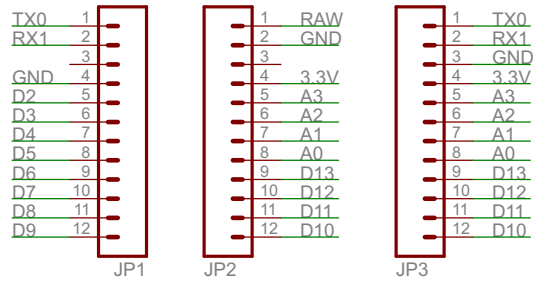 TX0 1 1 RAW 1 TX0
RX1 2 2 GND 2 RX1
3 3 3 GND
GND 4 4 3.3V 4 3.3V
D2 5 5 A3 5 A3
D3 6 6 A2 6 A2
D4 7 7 A1 7 A1
D5 8 8 A0 8 A0
D6 9 9 D13 9 D13
D7 10 10 D12 10 D12
D8 11 11 D11 11 D11
D9 12 12 D10 12 D10
JP1 JP2 JP3